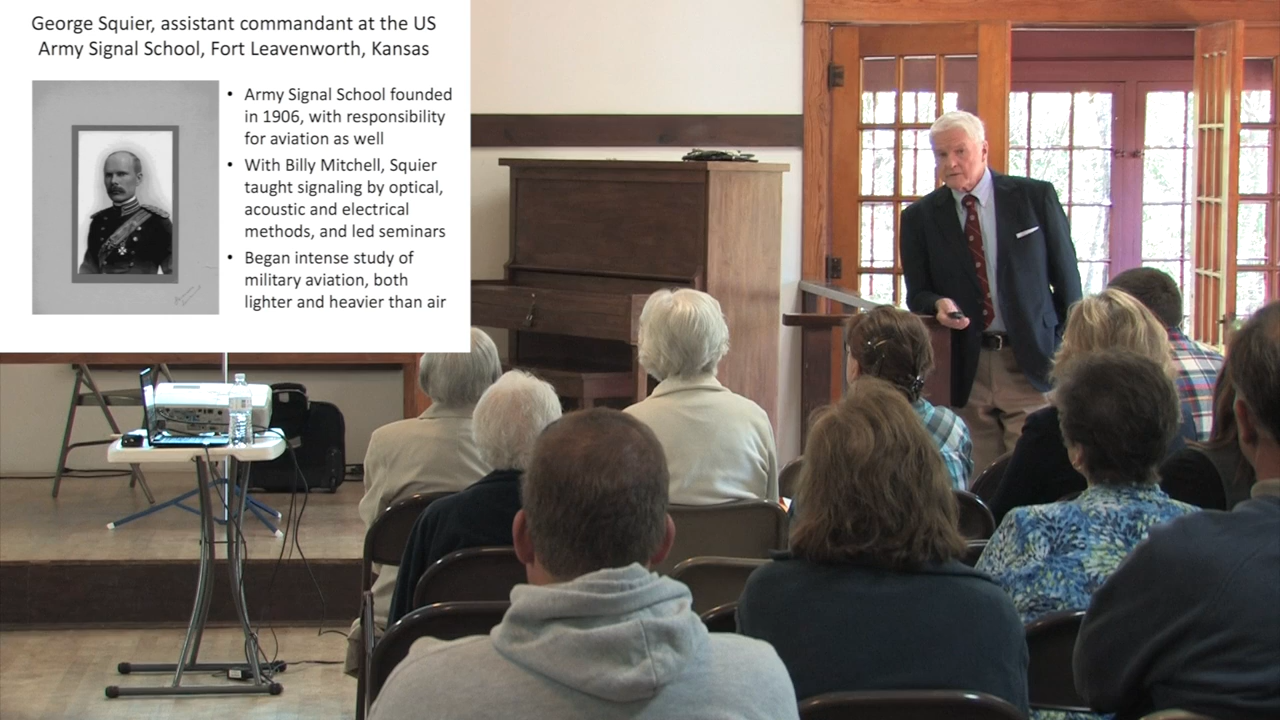 George Squier, assistant commandant at the US
Army Signal School, Fort Leavenworth, Kansas
• Army Signal School founded
in 1906, with responsibility
for aviation as well
• With Billy Mitchell, Squier
taught signaling by optical,
acoustic and electrical
methods, and led seminars
• Began intense study of
military aviation, both
lighter and heavier than air